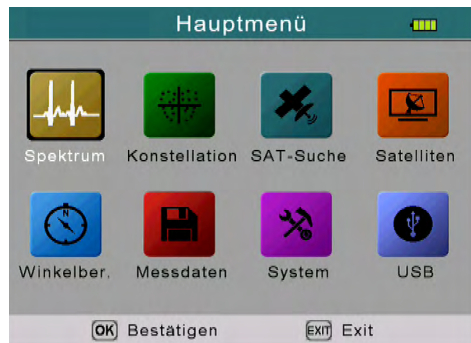 Hauptmenü
Spektrum Konstellation SAT-Suche Satelliten
N
Winkelber. Messdaten System USB
OK Bestätigen EXIT Exit